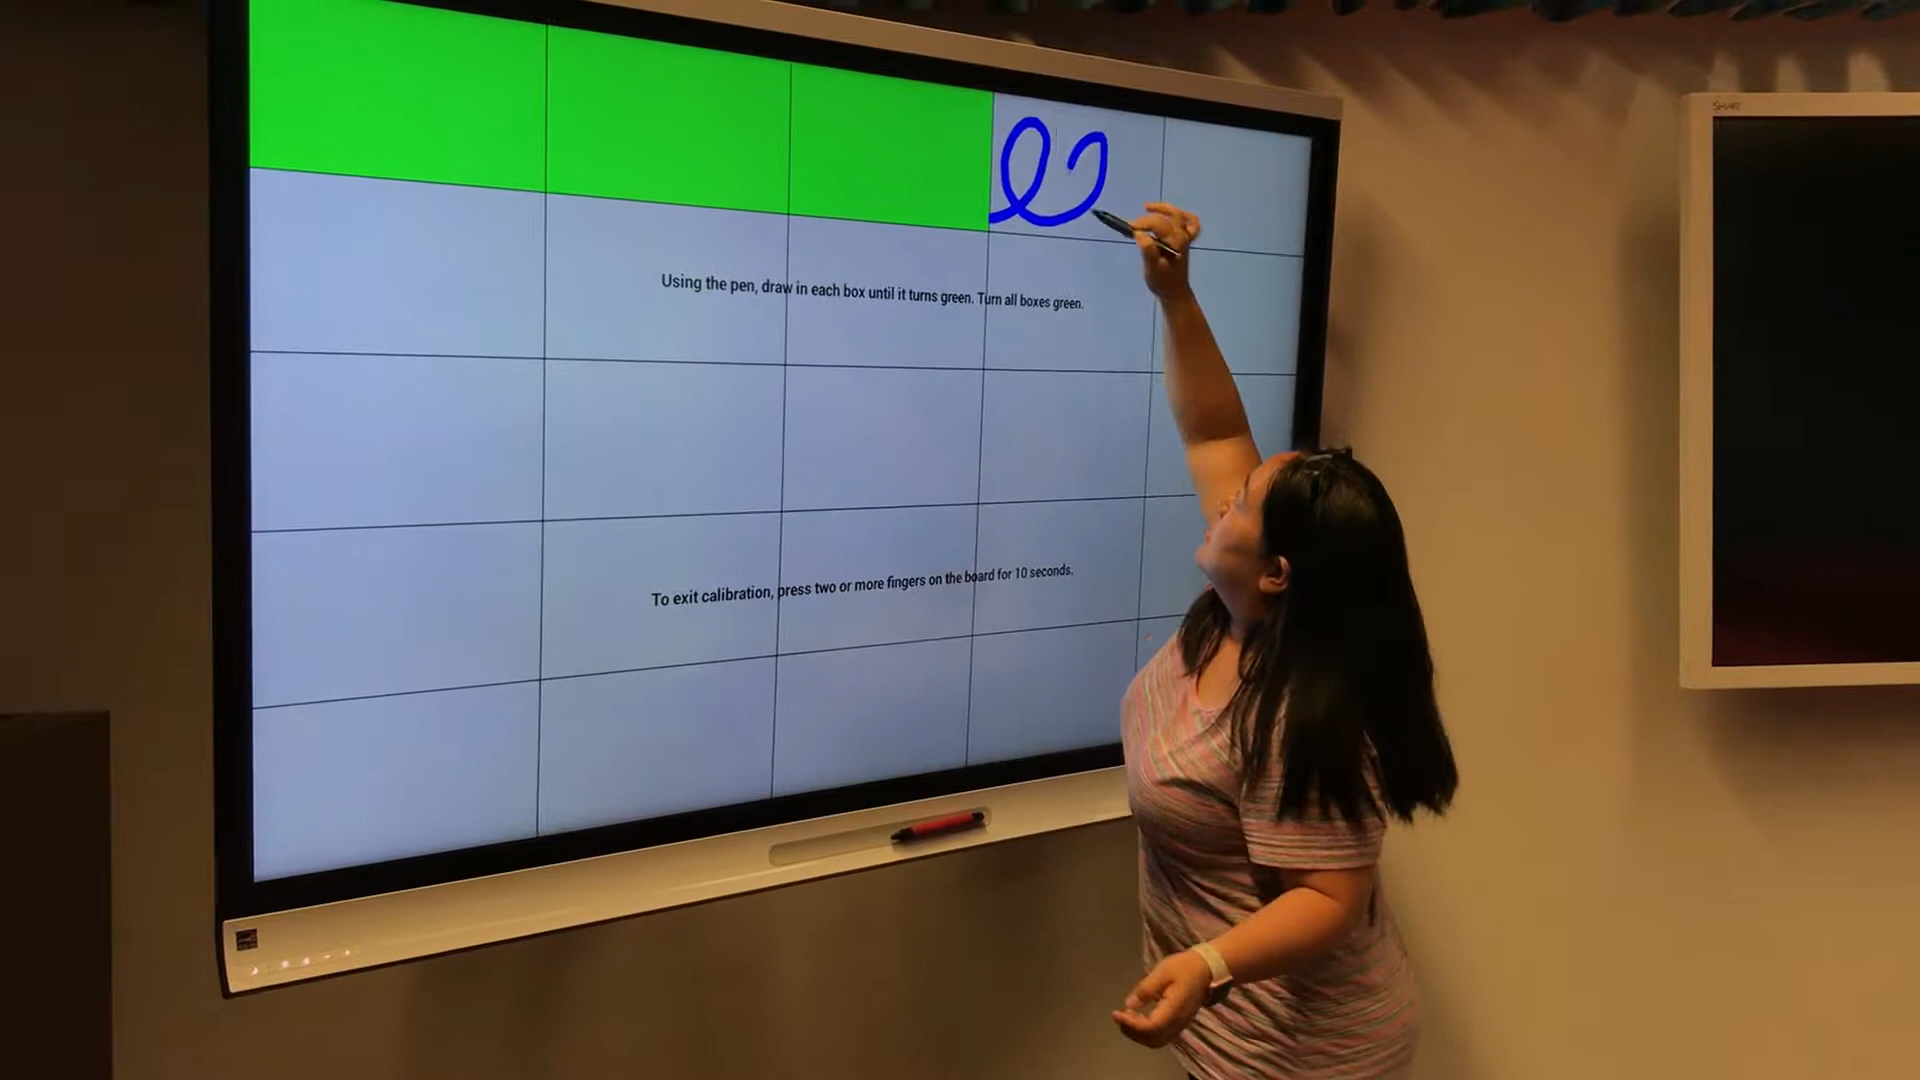 Using the pen, draw in each box until it turns green. Turn all boxes green.
SMART
To exit calibration, press two or more fingers on the board for 10 seconds.